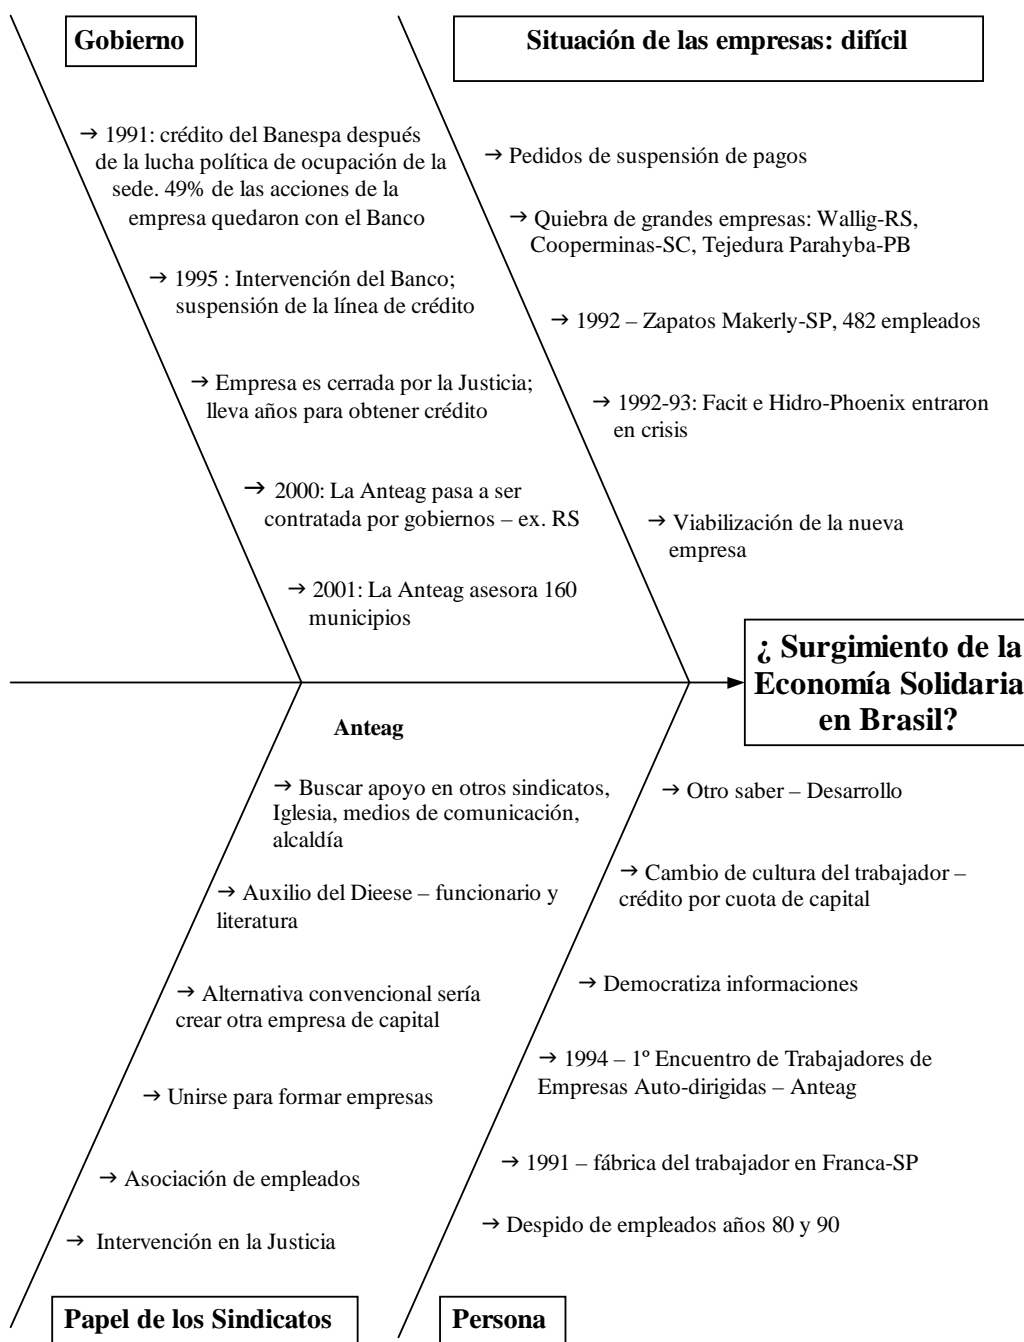 Gobierno
→ 1991: crédito del Banespa después
de la lucha política de ocupación de la
sede. 49% de las acciones de la
empresa quedaron con el Banco
→ 1995 : Intervención del Banco;
suspensión de la línea de crédito
→ Empresa es cerrada por la Justicia;
lleva años para obtener crédito
→ 2000: La Anteag pasa a ser
contratada por gobiernos – ex. RS
→ 2001: La Anteag asesora 160
municipios
Situación de las empresas: difícil
→ Pedidos de suspensión de pagos
→ Quiebra de grandes empresas: Wallig-RS,
Cooperminas-SC, Tejedura Parahyba-PB
→ 1992 – Zapatos Makerly-SP, 482 empleados
→ 1992-93: Facit e Hidro-Phoenix entraron
en crisis
→ Viabilización de la nueva
empresa
¿ Surgimiento de la
Economía Solidaria
en Brasil?
Anteag
→ Buscar apoyo en otros sindicatos,
Iglesia, medios de comunicación,
alcaldía
→ Auxilio del Dieese – funcionario y
literatura
→ Alternativa convencional sería
crear otra empresa de capital
→ Unirse para formar empresas
→ Asociación de empleados
→ Intervención en la Justicia
Papel de los Sindicatos
→ Otro saber – Desarrollo
→ Cambio de cultura del trabajador –
crédito por cuota de capital
→ Democratiza informaciones
→ 1994 – 1º Encuentro de Trabajadores de
Empresas Auto-dirigidas – Anteag
→ 1991 – fábrica del trabajador en Franca-SP
→ Despido de empleados años 80 y 90
Persona